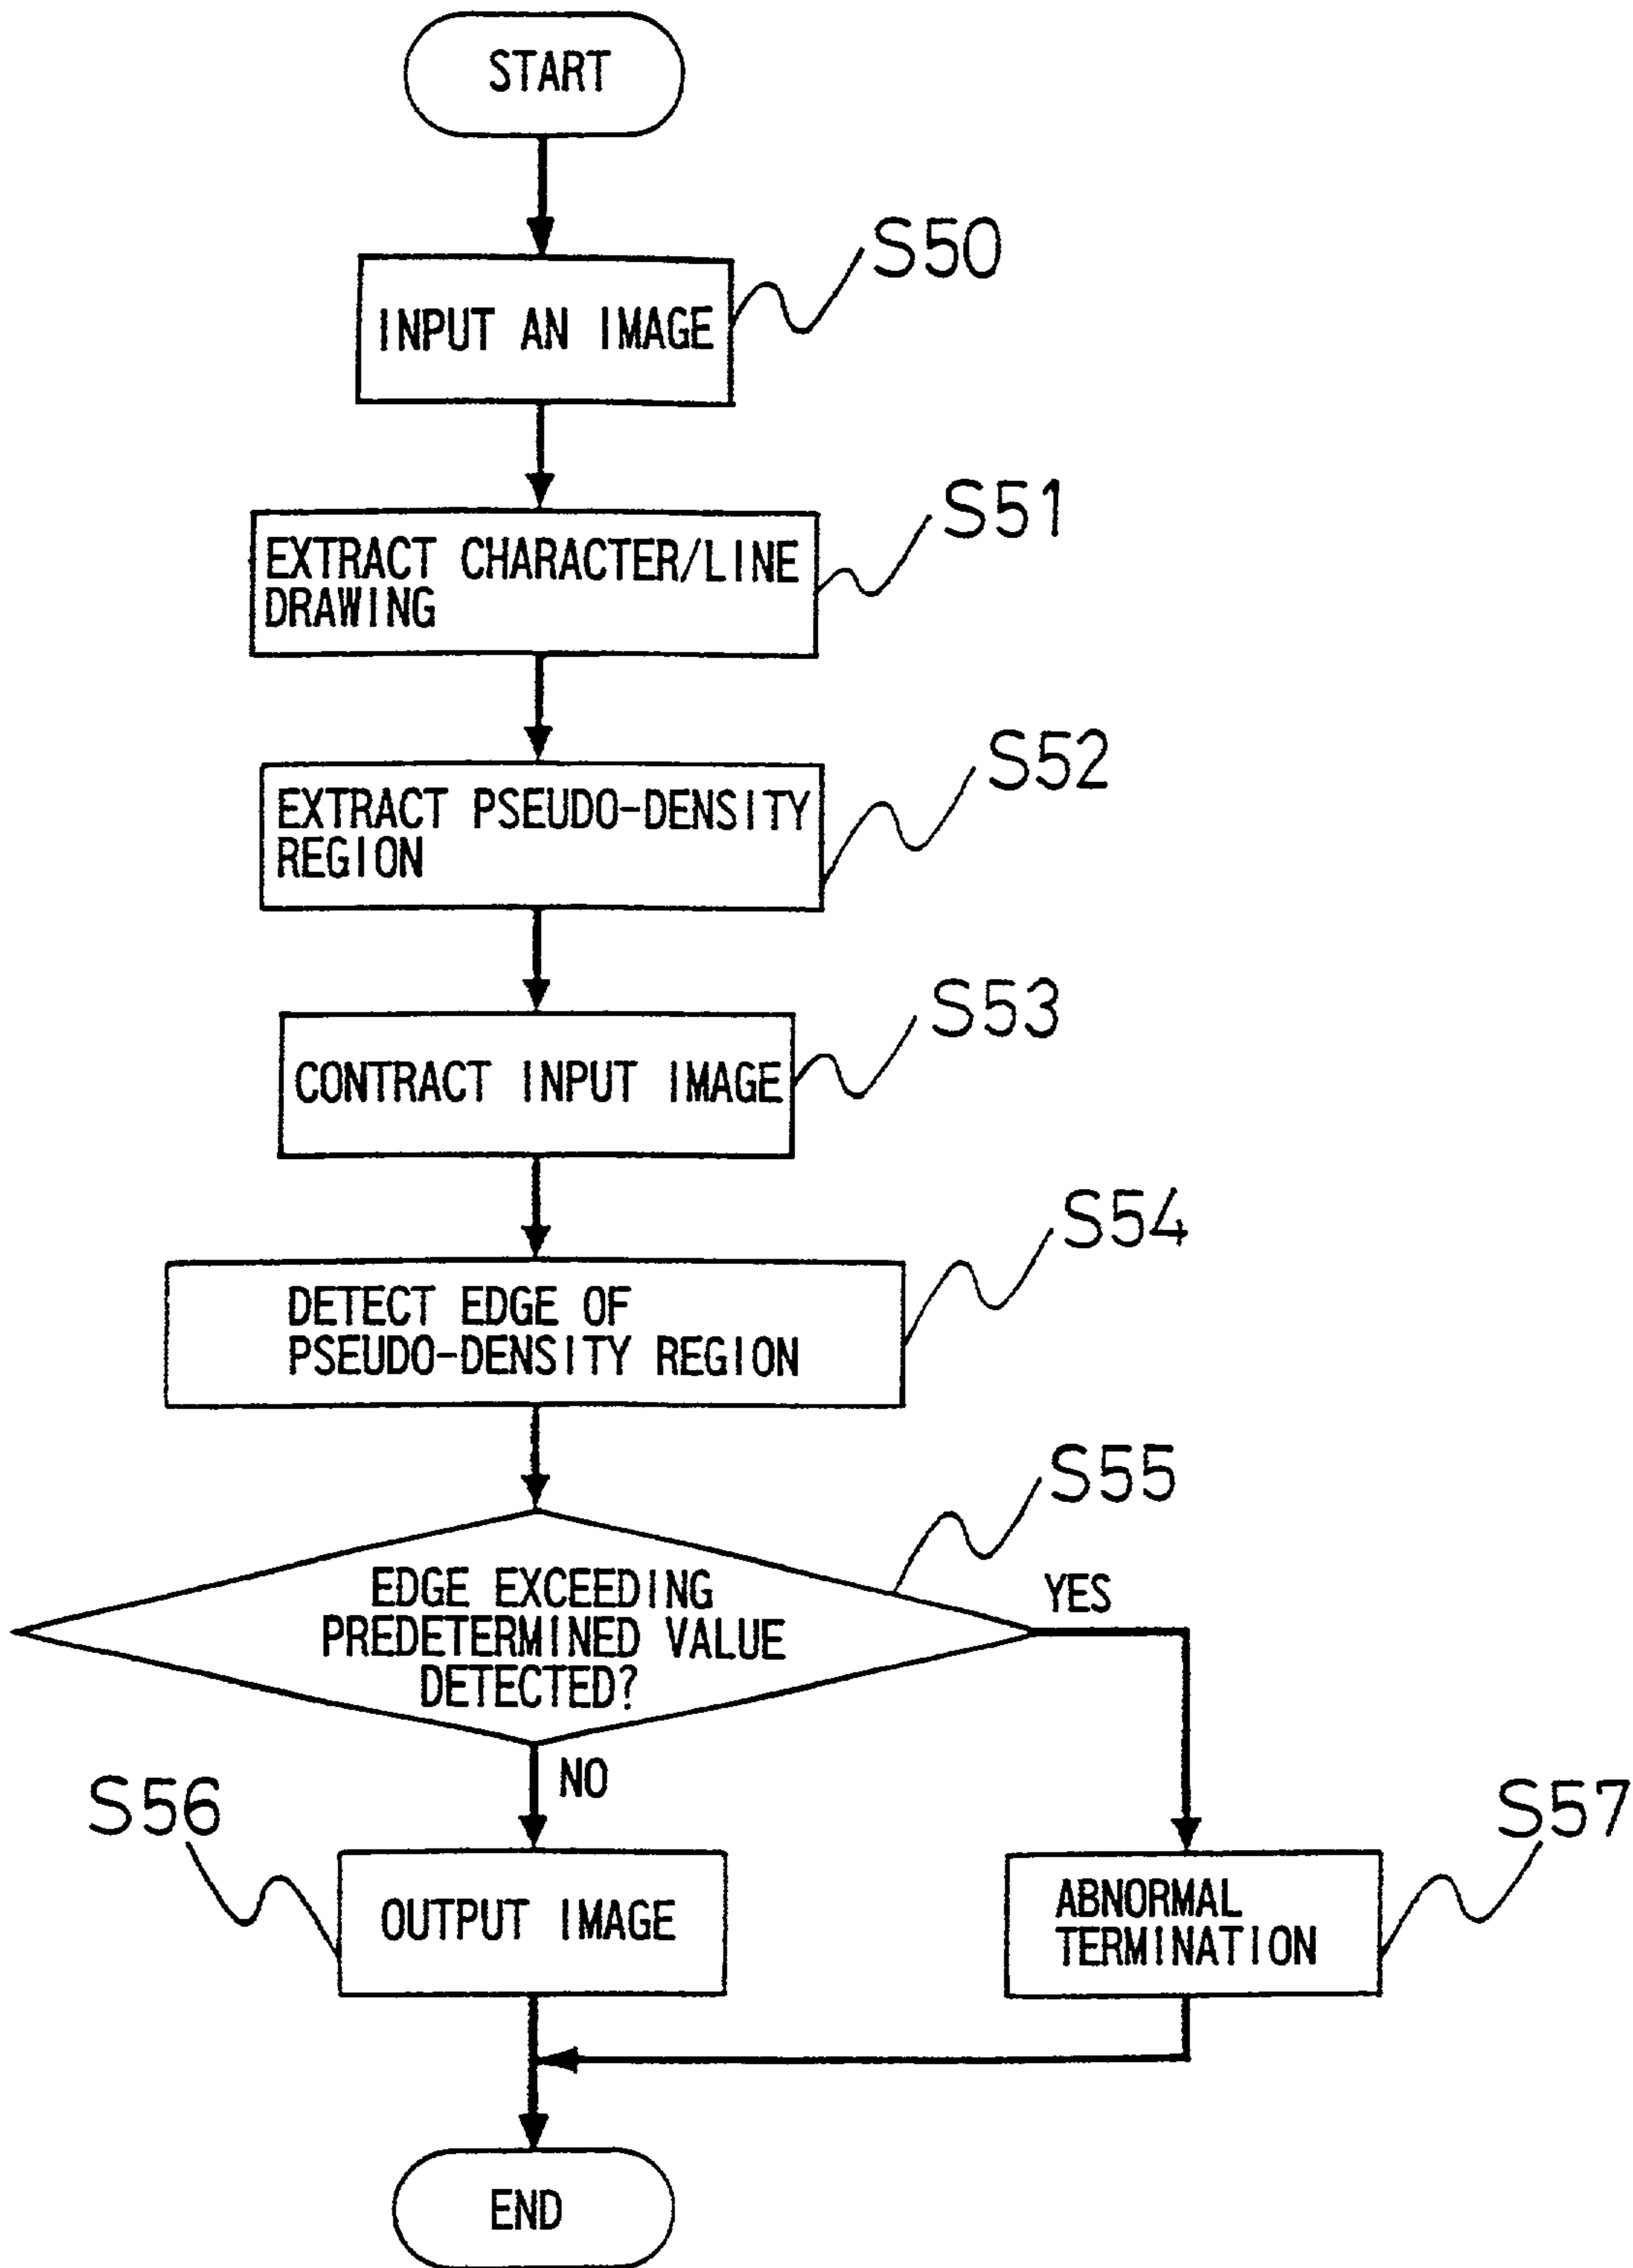 START
S50
INPUT AN IMAGE
S51
EXTRACT CHARACTER/LINE
DRAWING
S52
EXTRACT PSEUDO-DENSITY
REGION
S53
CONTRACT INPUT IMAGE
S54
DETECT EDGE OF
PSEUDO-DENSITY REGION
S55
EDGE EXCEEDING
PREDETERMINED VALUE
DETECTED?
YES
NO
S56
OUTPUT IMAGE
S57
ABNORMAL
TERMINATION
END